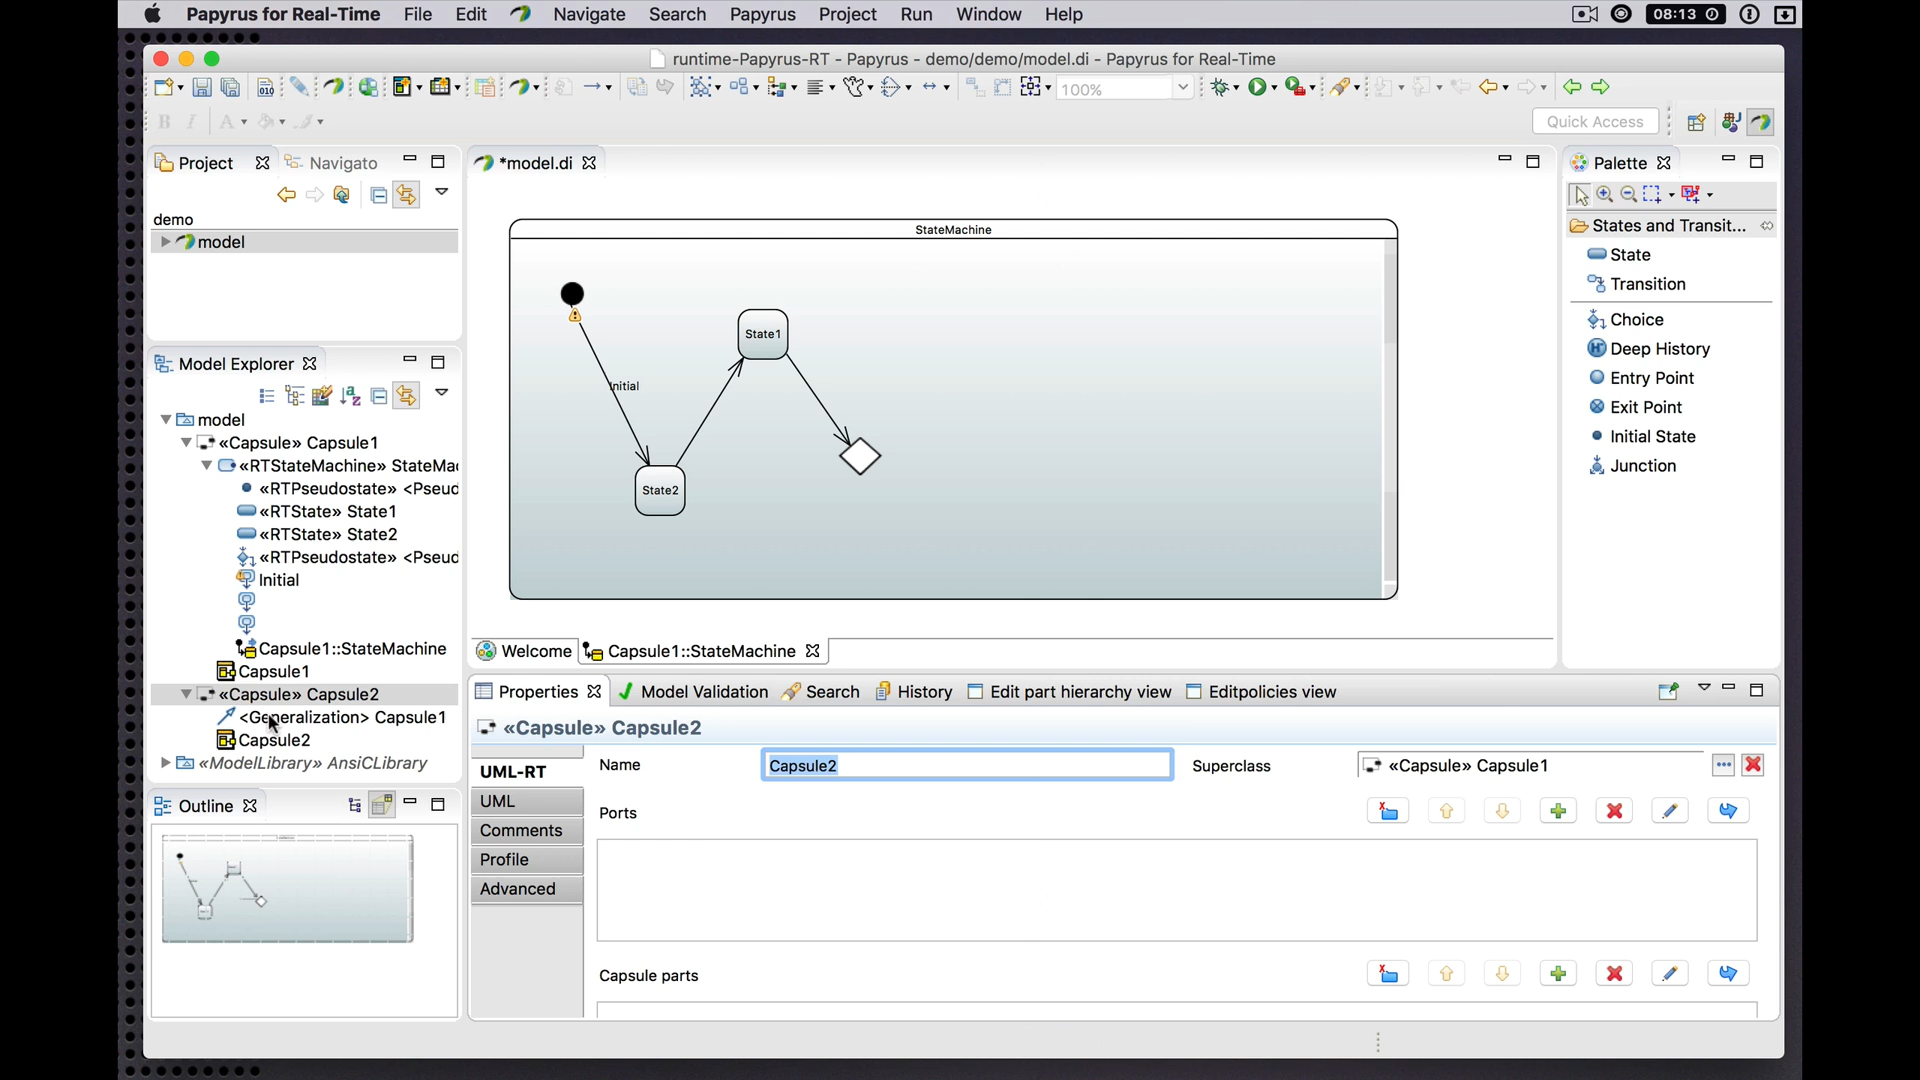 Papyrus for Real-Time File Edit Navigate Search Papyrus Project Run Window Help 08:13
runtime-Papyrus-RT - Papyrus - demo/demo/model.di - Papyrus for Real-Time
100%
Quick Access
Project Navigato
demo
model
*model.di
StateMachine
Initial
State1
State2
Palette
States and Transit...
State
Transition
Choice
Deep History
Entry Point
Exit Point
Initial State
Junction
Model Explorer
model
«Capsule» Capsule1
«RTStateMachine» StateMac
«RTPseudostate» <Pseud
«RTState» State1
«RTState» State2
«RTPseudostate» <Pseud
Initial
Capsule1::StateMachine
Capsule1
«Capsule» Capsule2
<Generalization> Capsule1
Capsule2
«ModelLibrary» AnsiCLibrary
Outline
Welcome Capsule1::StateMachine
Properties Model Validation Search History Edit part hierarchy view Editpolicies view
«Capsule» Capsule2
UML-RT
UML
Comments
Profile
Advanced
Name Capsule2 Superclass «Capsule» Capsule1
Ports
Capsule parts